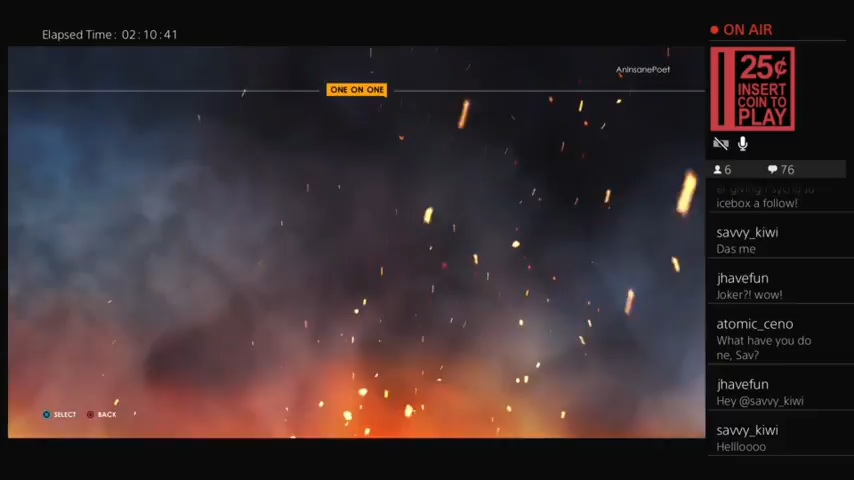 Elapsed Time: 02:10:41
ON AIR
AnInsanePoet
ONE ON ONE
25¢
INSERT
COIN TO
PLAY
6
76
icebox a follow!
savvy_kiwi
Das me
jhavefun
Joker?! wow!
atomic_ceno
What have you do
ne, Sav?
jhavefun
Hey @savvy_kiwi
savvy_kiwi
Hellloooo
SELECT
BACK